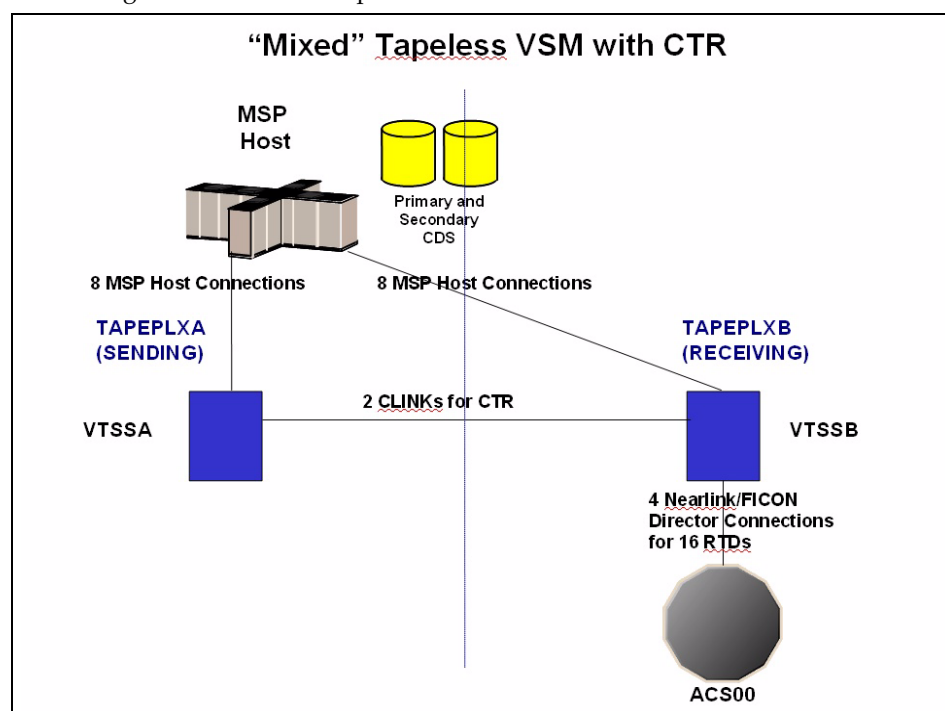 “Mixed” Tapeless VSM with CTR
MSP
Host
Primary and
Secondary
CDS
8 MSP Host Connections
8 MSP Host Connections
TAPEPLXA
(SENDING)
TAPEPLXB
(RECEIVING)
2 CLINKs for CTR
VTSSA
VTSSB
4 Nearlink/FICON
Director Connections
for 16 RTDs
ACS00